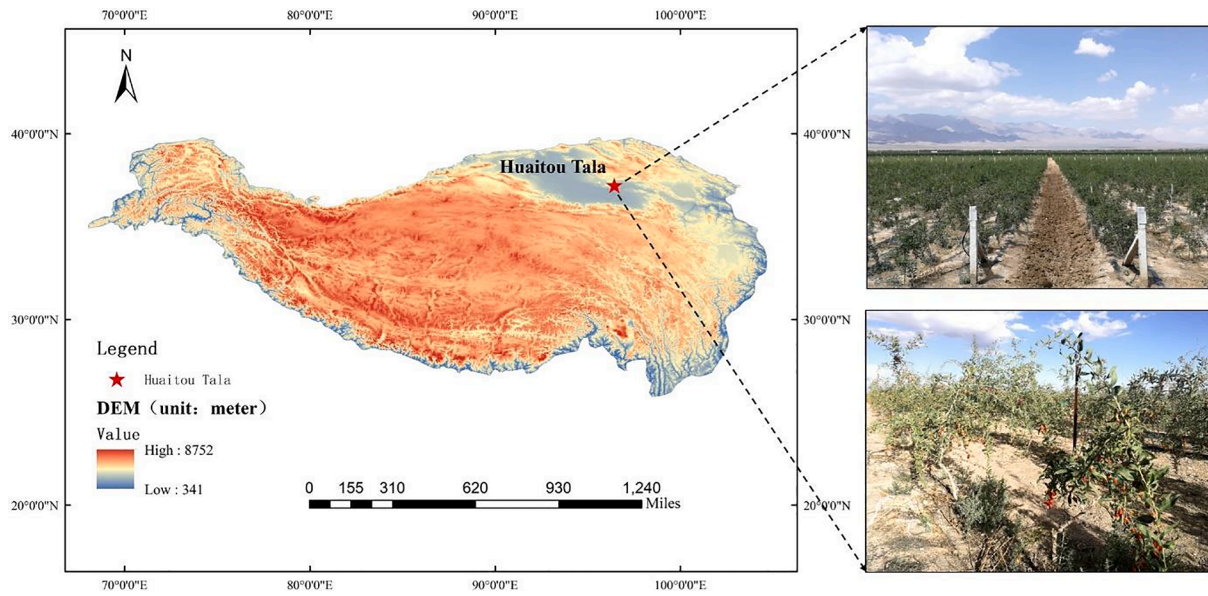 70°0'0"E 80°0'0"E 90°0'0"E 100°0'0"E
N
40°0'0"N 40°0'0"N
Huaitou Tala
30°0'0"N 30°0'0"N
Legend
Huaitou Tala
DEM（unit：meter）
Value
High : 8752
Low : 341
0 155 310 620 930 1,240
Miles
20°0'0"N 20°0'0"N
70°0'0"E 80°0'0"E 90°0'0"E 100°0'0"E